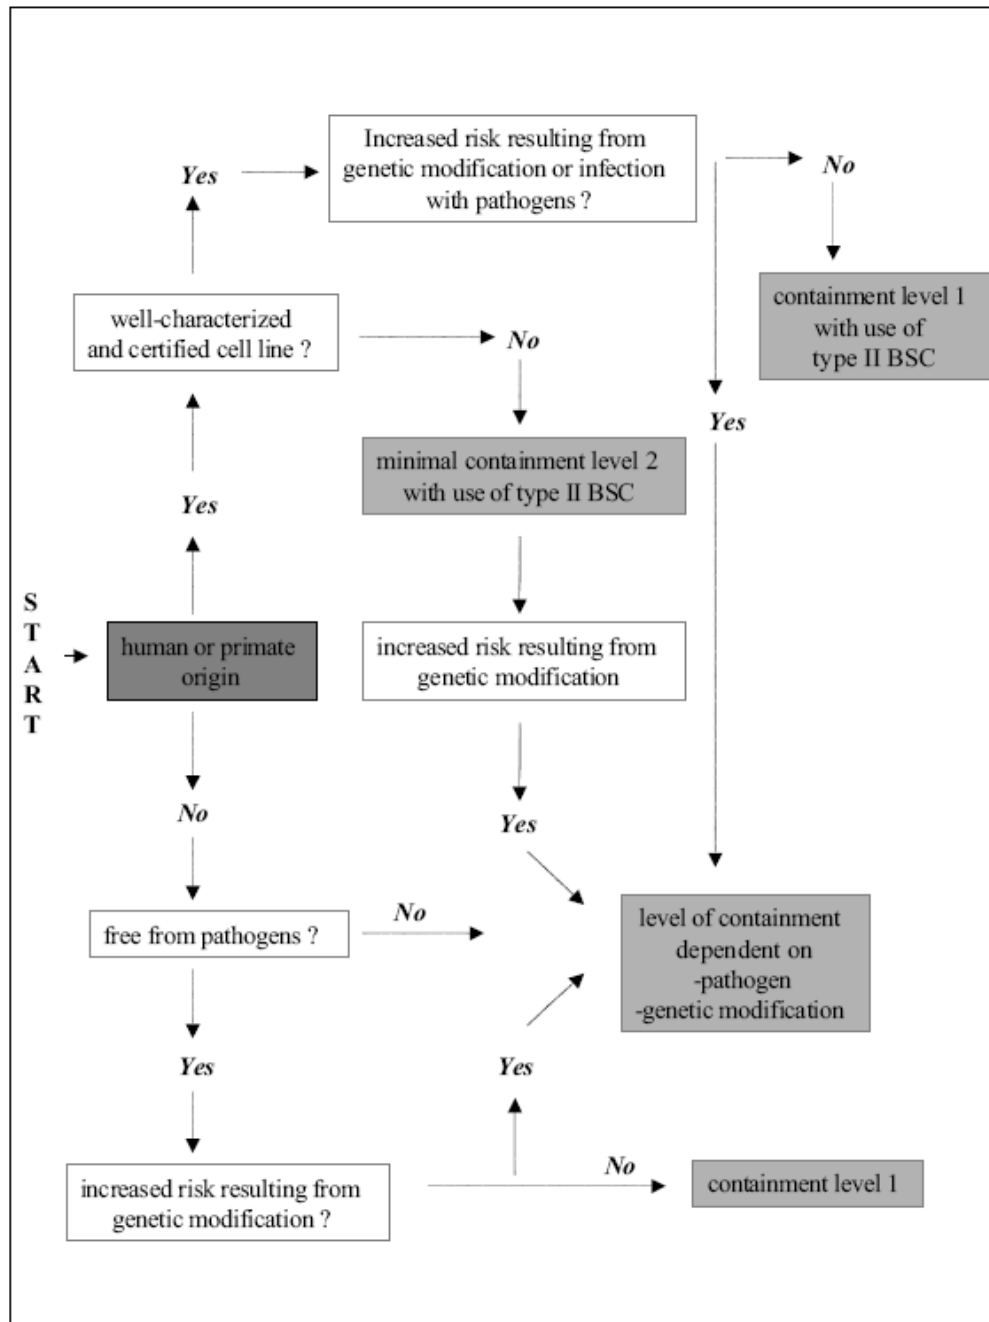 Increased risk resulting from
genetic modification or infection
with pathogens ?
Yes
No
containment level 1
with use of
type II BSC
well-characterized
and certified cell line ?
No
Yes
minimal containment level 2
with use of type II BSC
Yes
S
T
A
R
T
human or primate
origin
increased risk resulting from
genetic modification
No
Yes
free from pathogens ?
No
level of containment
dependent on
-pathogen
-genetic modification
Yes
Yes
increased risk resulting from
genetic modification ?
No
containment level 1